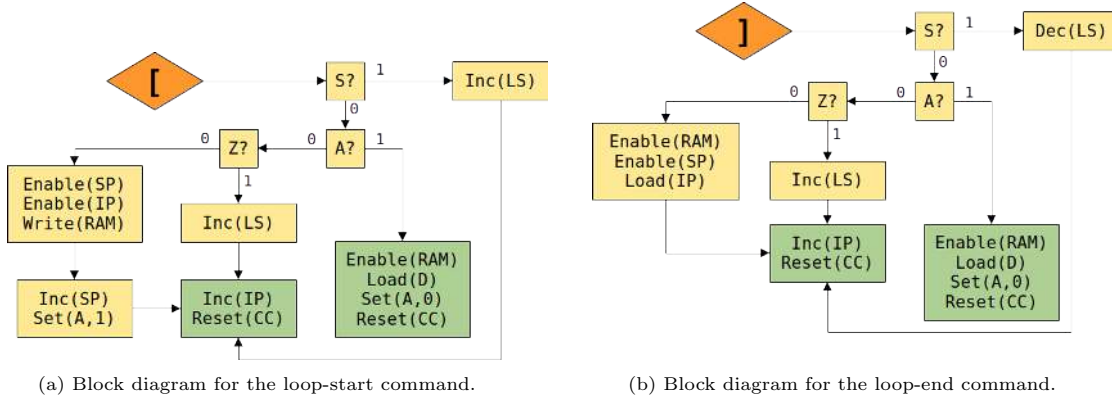 [
S?
1
Inc(LS)
0
A?
0
1
Z?
0
1
Enable(SP)
Enable(IP)
Write(RAM)
Inc(LS)
Inc(SP)
Set(A,1)
Inc(IP)
Reset(CC)
Enable(RAM)
Load(D)
Set(A,0)
Reset(CC)
(a) Block diagram for the loop-start command.
]
S?
1
Dec(LS)
0
A?
0
1
Z?
0
1
Enable(RAM)
Enable(SP)
Load(IP)
Inc(LS)
Inc(IP)
Reset(CC)
Enable(RAM)
Load(D)
Set(A,0)
Reset(CC)
(b) Block diagram for the loop-end command.